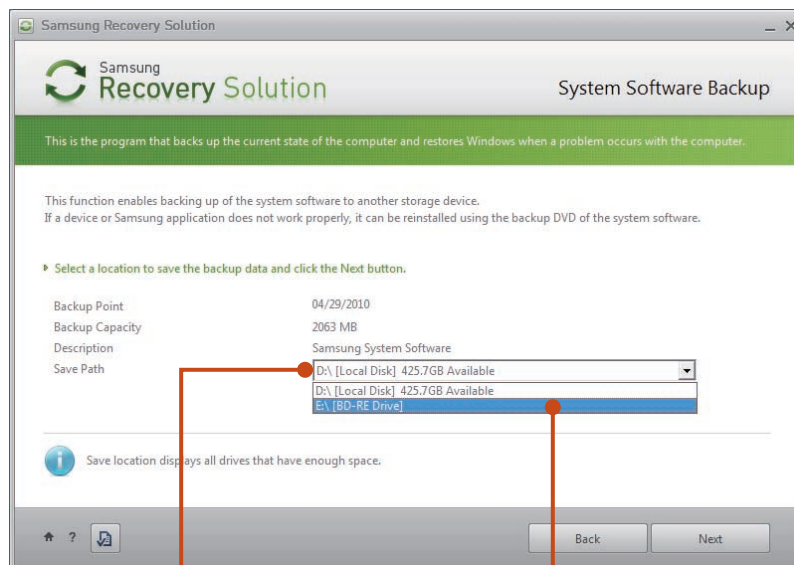 Samsung Recovery Solution
Samsung
Recovery Solution
System Software Backup
This is the program that backs up the current state of the computer and restores Windows when a problem occurs with the computer.
This function enables backing up of the system software to another storage device.
If a device or Samsung application does not work properly, it can be reinstalled using the backup DVD of the system software.
Select a location to save the backup data and click the Next button.
Backup Point 04/29/2010
Backup Capacity 2063 MB
Description Samsung System Software
Save Path D:\ [Local Disk] 425.7GB Available
D:\ [Local Disk] 425.7GB Available
E:\ [BD-RE Drive]
Save location displays all drives that have enough space.
? Back Next